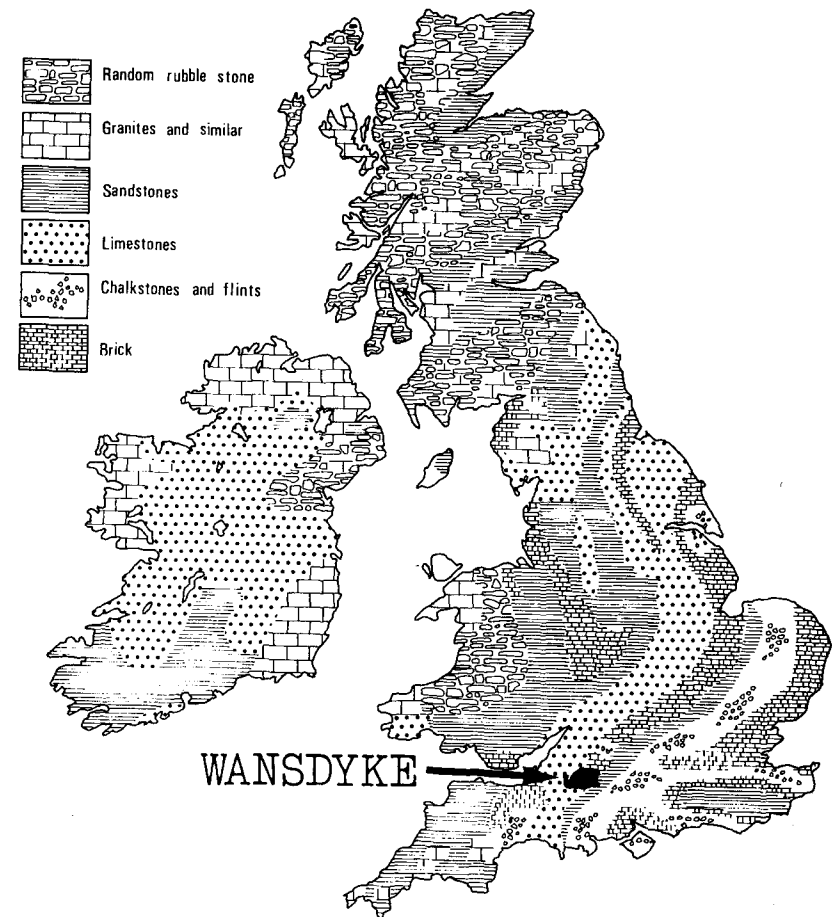 Random rubble stone
Granites and similar
Sandstones
Limestones
Chalkstones and flints
Brick
WANSDYKE